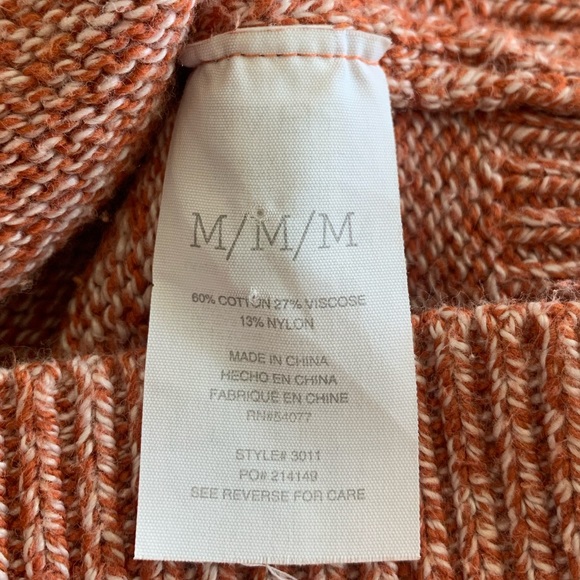 M/M/M
60% COTTON 27% VISCOSE
13% NYLON
MADE IN CHINA
HECHO EN CHINA
FABRIQUE EN CHINE
RN#54077
STYLE# 3011
PO# 214149
SEE REVERSE FOR CARE